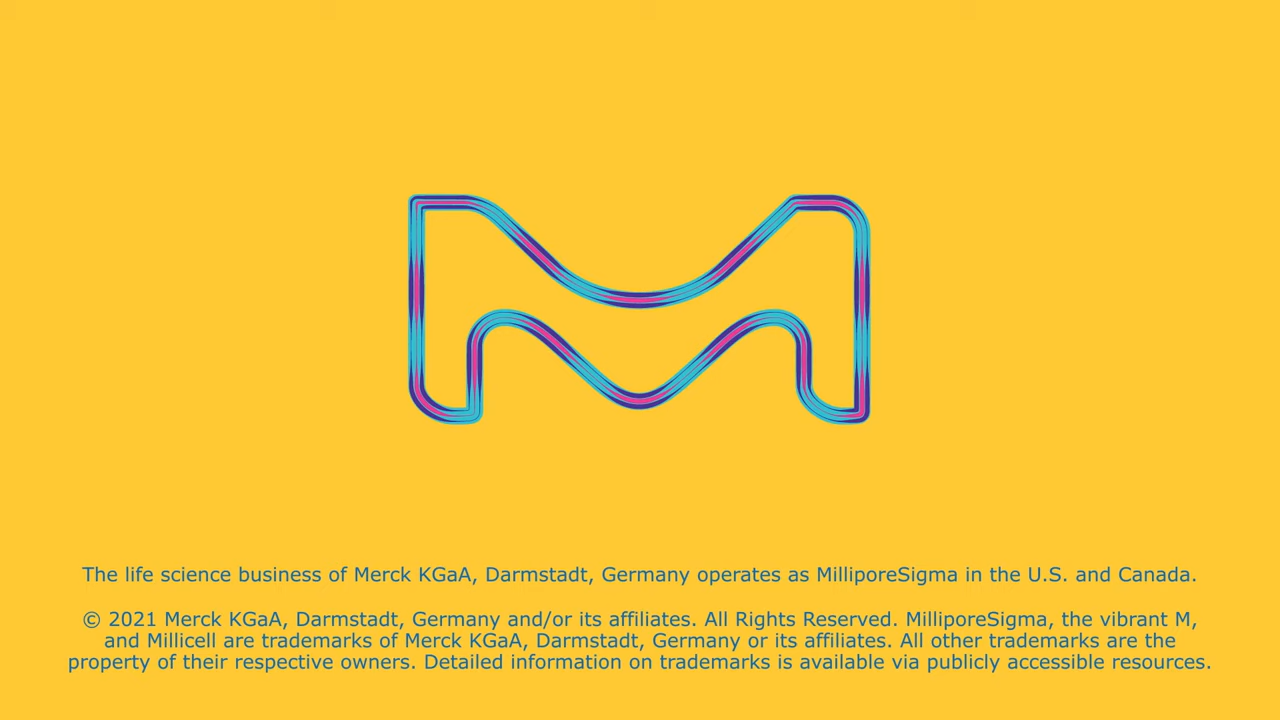 The life science business of Merck KGaA, Darmstadt, Germany operates as MilliporeSigma in the U.S. and Canada.
© 2021 Merck KGaA, Darmstadt, Germany and/or its affiliates. All Rights Reserved. MilliporeSigma, the vibrant M,
and Millicell are trademarks of Merck KGaA, Darmstadt, Germany or its affiliates. All other trademarks are the
property of their respective owners. Detailed information on trademarks is available via publicly accessible resources.